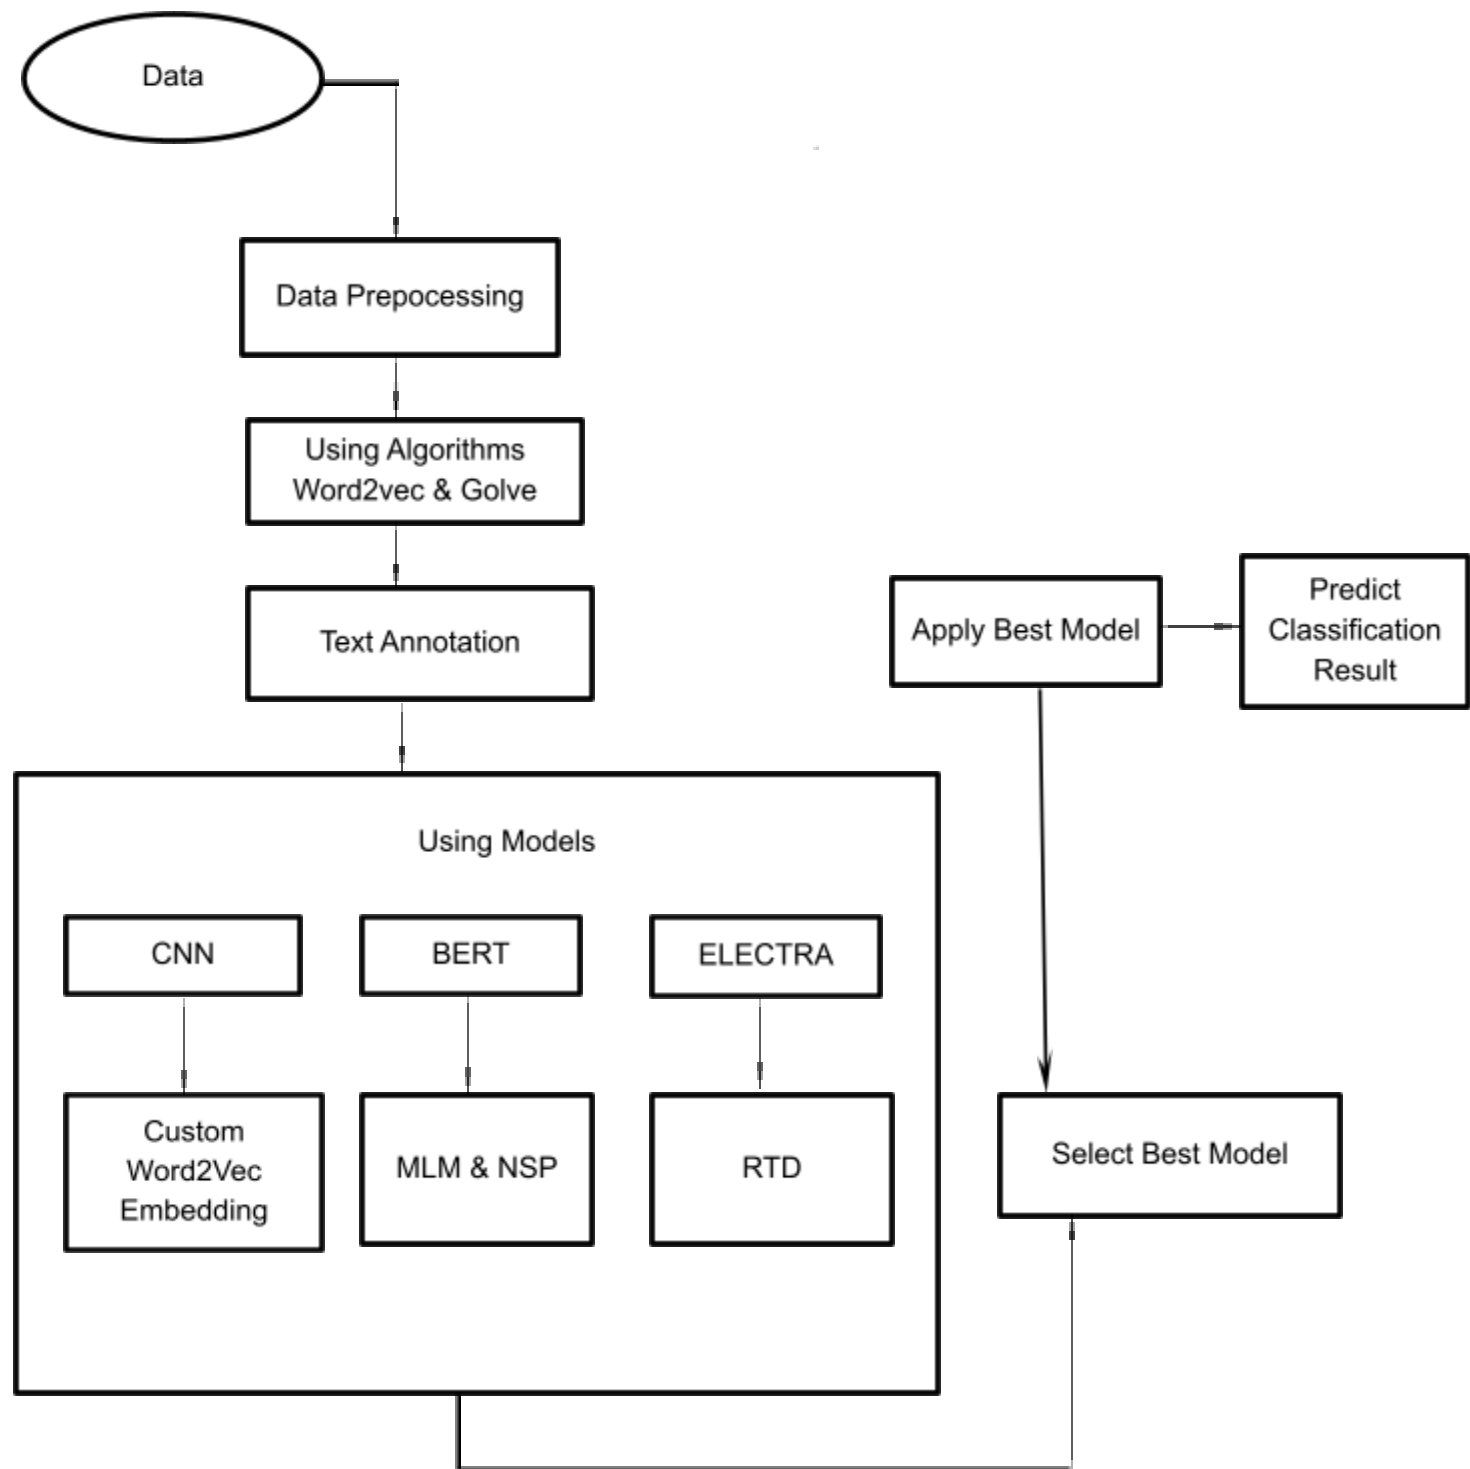 Data
Data Prepocessing
Using Algorithms
Word2vec & Golve
Text Annotation
Using Models
CNN
BERT
ELECTRA
Custom
Word2Vec
Embedding
MLM & NSP
RTD
Apply Best Model
Predict
Classification
Result
Select Best Model